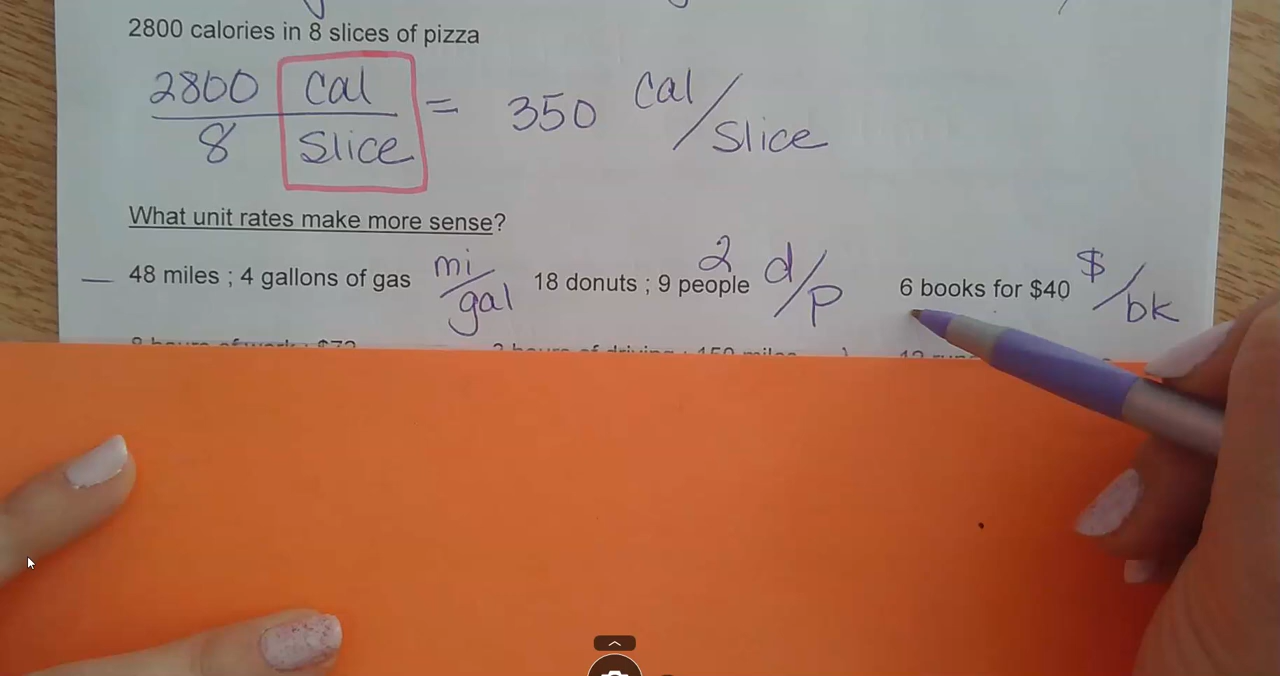 2800 calories in 8 slices of pizza
2800 Cal = 350 Cal/Slice
8 Slice
What unit rates make more sense?
48 miles ; 4 gallons of gas mi/gal 18 donuts ; 9 people 2 d/p 6 books for $40 $/bk